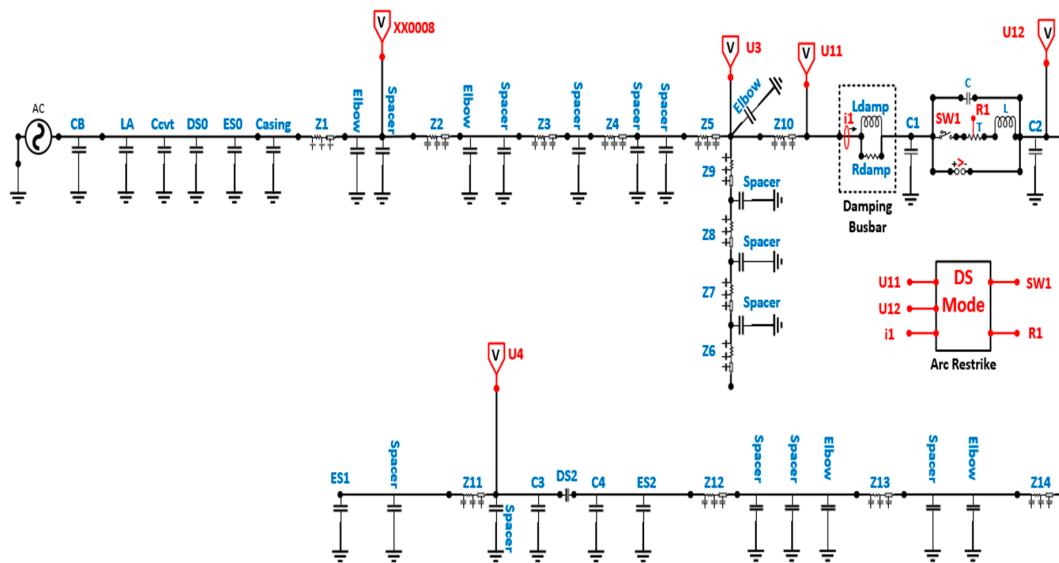 XX0008
U3
U11
U12
AC
CB
LA
Ccvt
DS0
ES0
Casing
Z1
Elbow
Spacer
Z2
Elbow
Spacer
Z3
Spacer
Z4
Spacer
Spacer
Z5
Elbow
Z10
i1
Ldamp
Rdamp
Damping
Busbar
C1
C
SW1
R1
T
L
C2
Z9
Spacer
Z8
Spacer
Z7
Spacer
Z6
U11
U12
i1
DS
Mode
SW1
R1
Arc Restrike
U4
ES1
Spacer
Z11
Spacer
C3
DS2
C4
ES2
Z12
Spacer
Spacer
Elbow
Z13
Spacer
Elbow
Z14
V
V
V
V
V